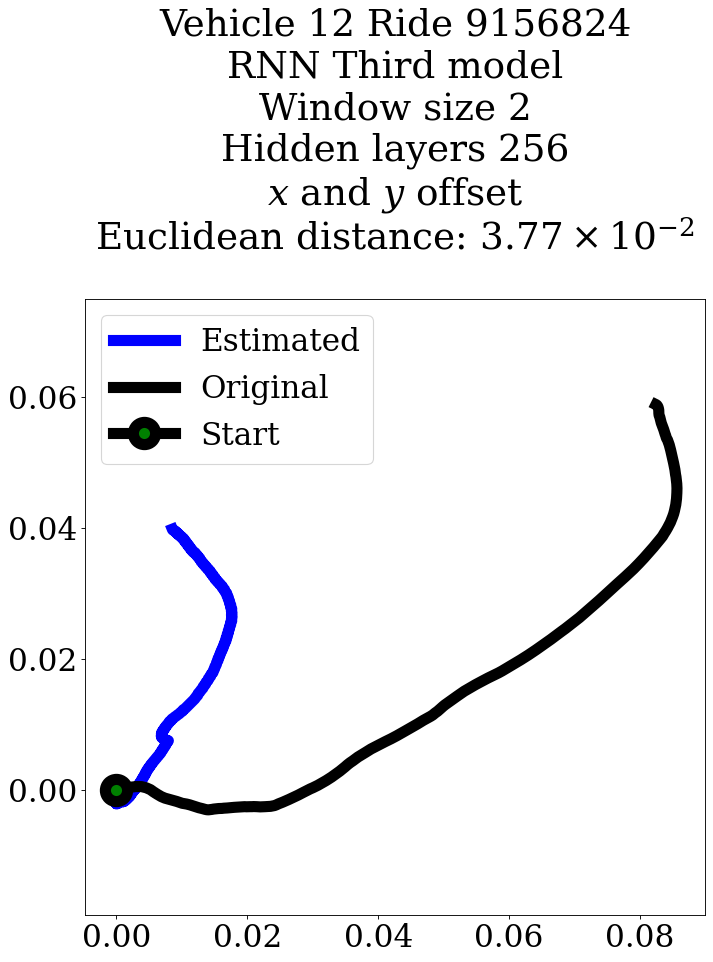 Vehicle 12 Ride 9156824
RNN Third model
Window size 2
Hidden layers 256
x and y offset
Euclidean distance: 3.77 × 10⁻²
Estimated
Original
Start
0.06
0.04
0.02
0.00
0.00 0.02 0.04 0.06 0.08